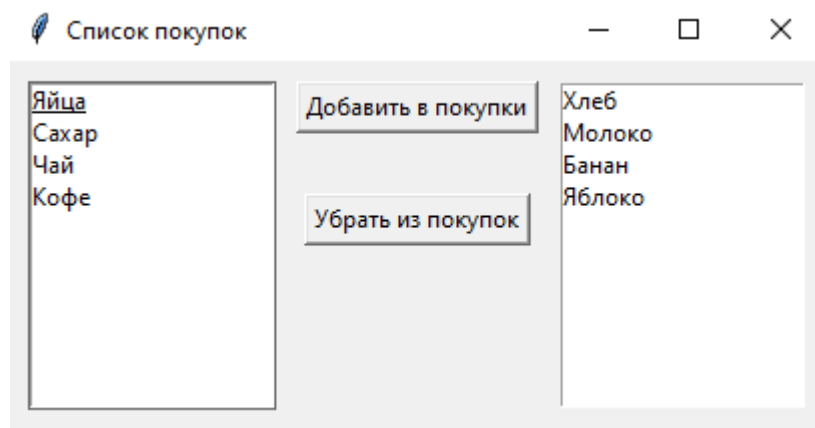 Список покупок
Яйца
Сахар
Чай
Кофе
Добавить в покупки
Убрать из покупок
Хлеб
Молоко
Банан
Яблоко